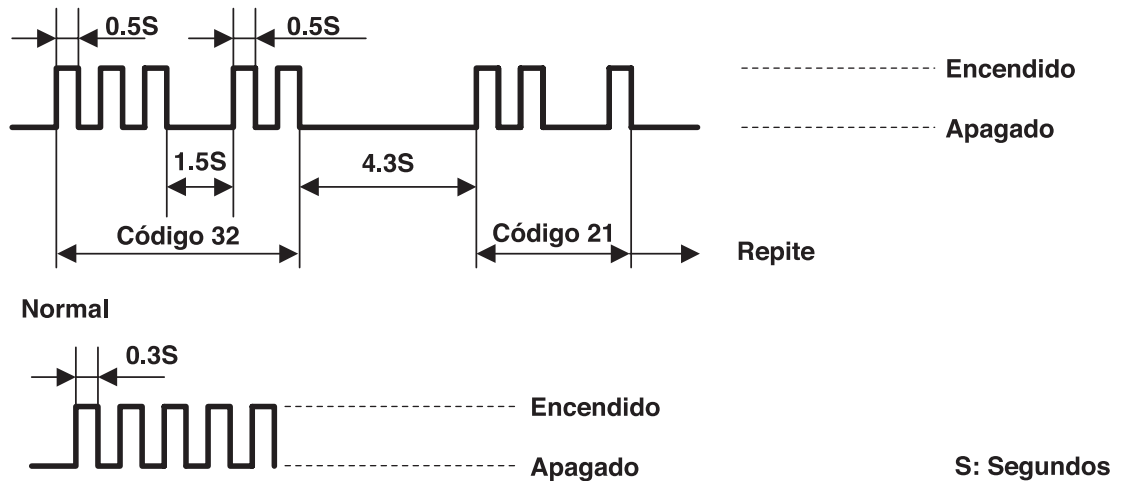 0.5S 0.5S
Encendido
Apagado
1.5S 4.3S
Código 32 Código 21
Repite
Normal
0.3S
Encendido
Apagado
S: Segundos